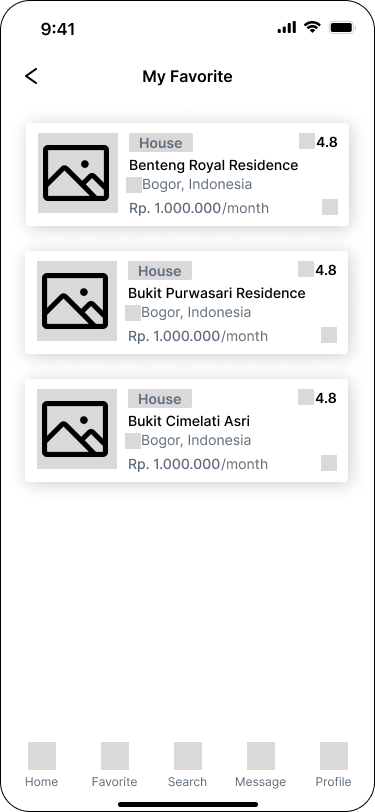 9:41
My Favorite
House
4.8
Benteng Royal Residence
Bogor, Indonesia
Rp. 1.000.000/month
House
4.8
Bukit Purwasari Residence
Bogor, Indonesia
Rp. 1.000.000/month
House
4.8
Bukit Cimelati Asri
Bogor, Indonesia
Rp. 1.000.000/month
Home
Favorite
Search
Message
Profile